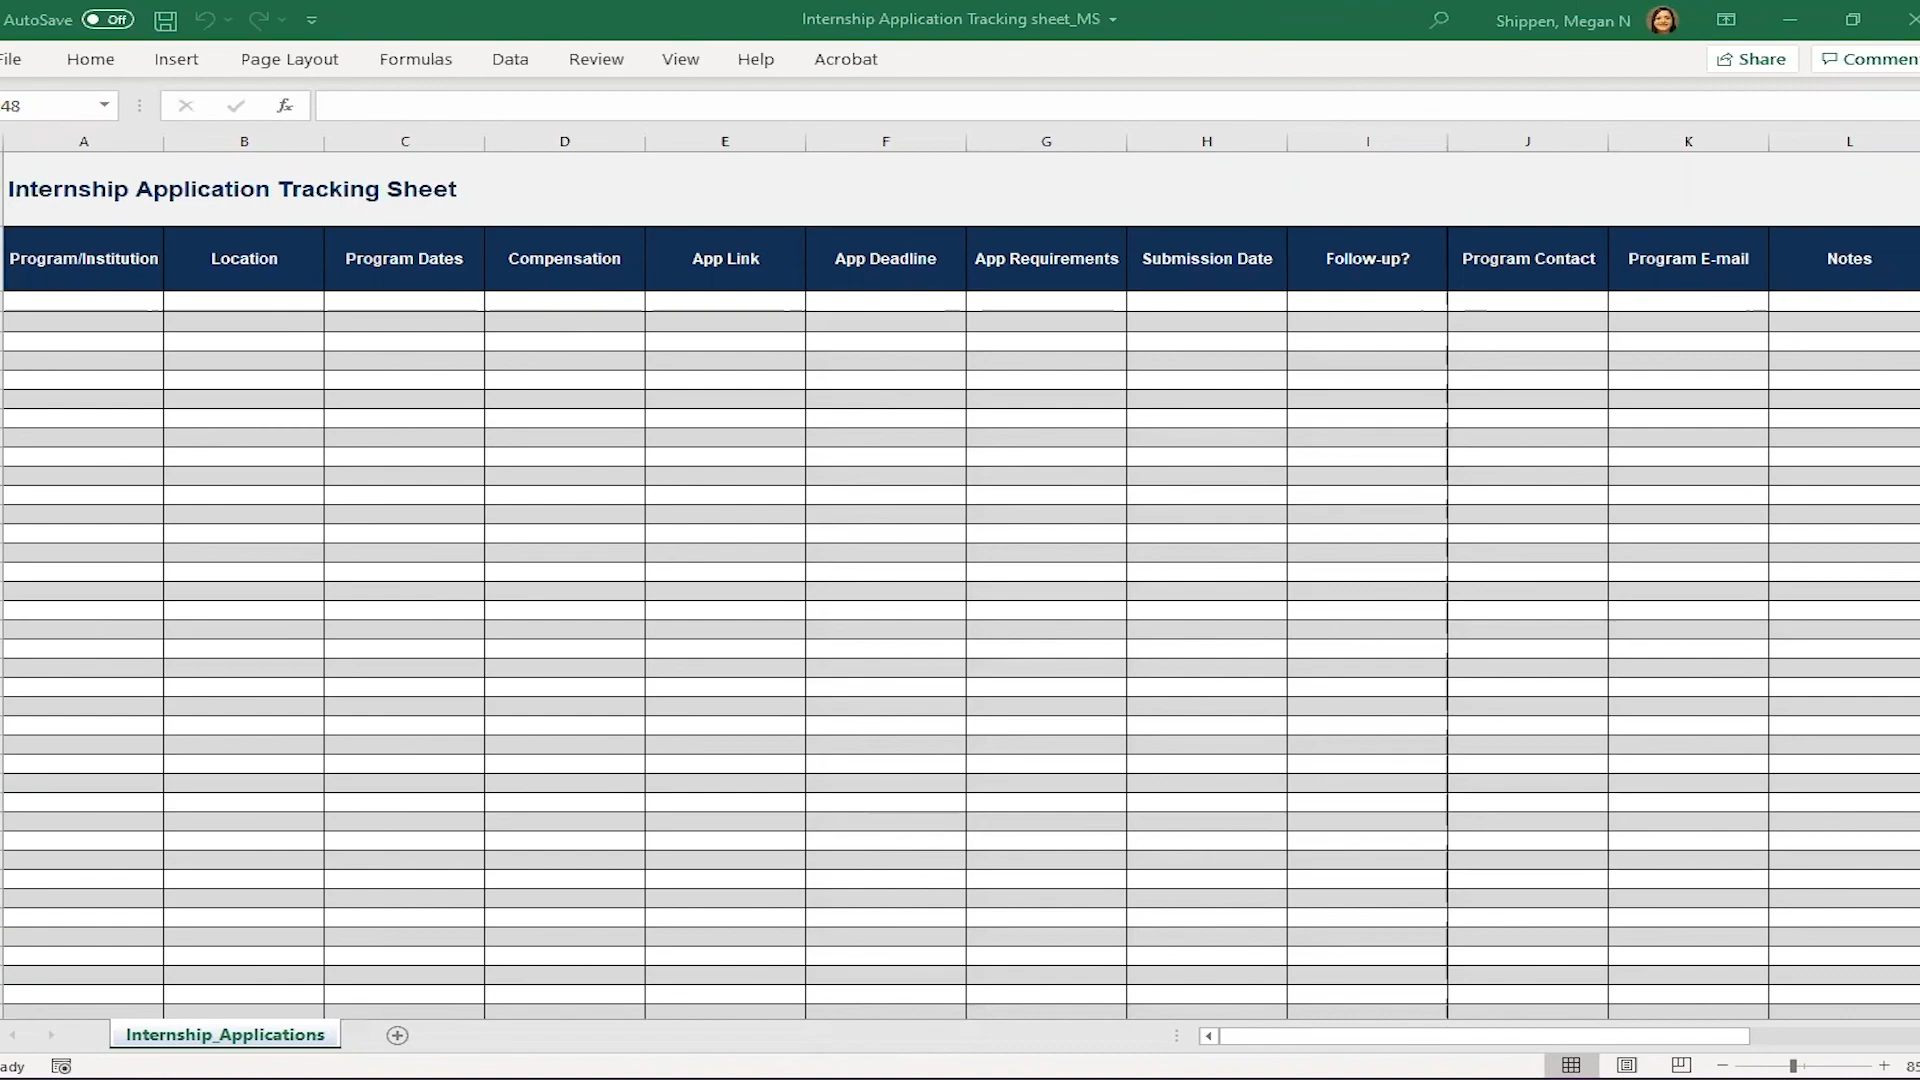 AutoSave Off Internship Application Tracking sheet_MS Shippen, Megan N
File Home Insert Page Layout Formulas Data Review View Help Acrobat Share Commen
48 fx
A B C D E F G H I J K L
Internship Application Tracking Sheet
Program/Institution Location Program Dates Compensation App Link App Deadline App Requirements Submission Date Follow-up? Program Contact Program E-mail Notes
Internship_Applications
ady 85